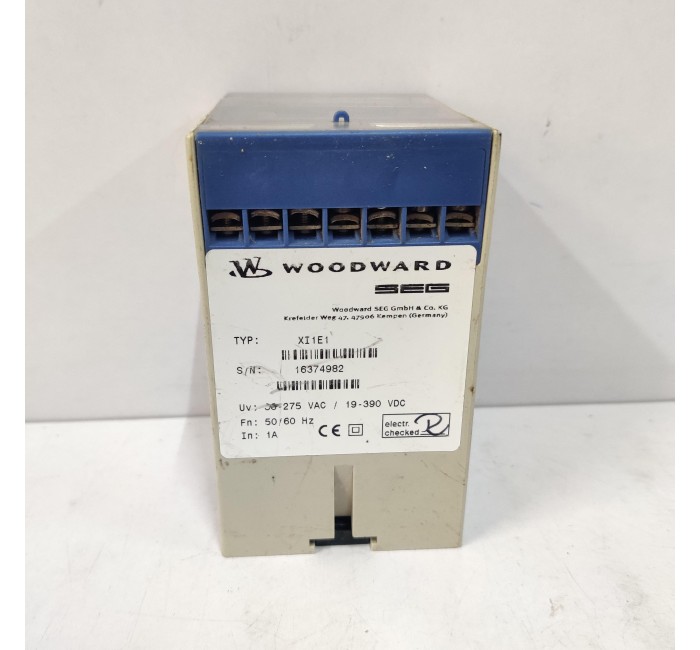 W WOODWARD
SEG
Woodward SEG GmbH & Co. KG
Krefelder Weg 47, 47906 Kempen (Germany)
TYP: XI1E1
S/N: 16374982
Uv: 275 VAC / 19-390 VDC
Fn: 50/60 Hz
In: 1A
CE
electr.
checked